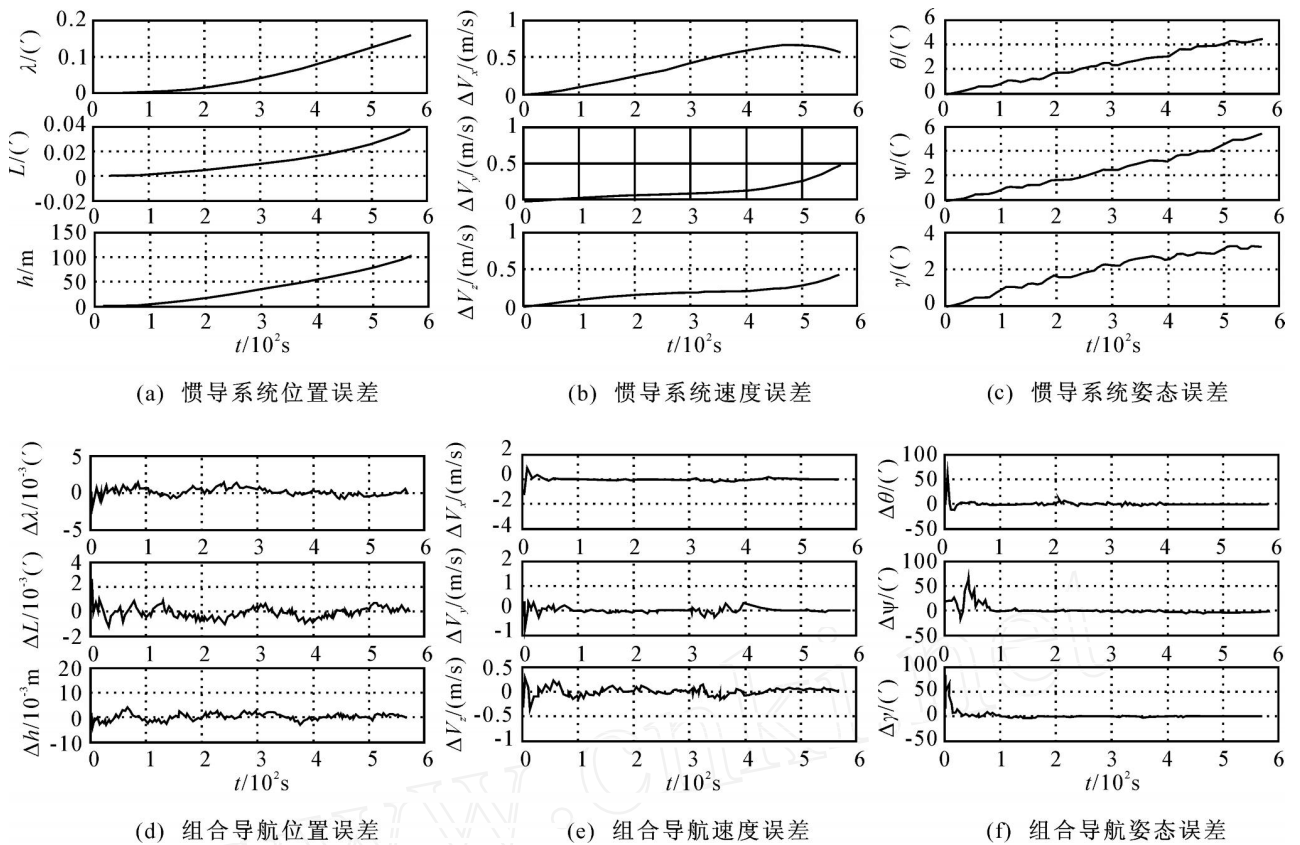 λ/(′)
0.2
0.1
0
0 1 2 3 4 5 6
L/(′)
0.04
0.02
0
-0.02
0 1 2 3 4 5 6
h/m
150
100
50
0
0 1 2 3 4 5 6
t/10²s
(a) 惯导系统位置误差
ΔVx/(m/s)
1
0.5
0
0 1 2 3 4 5 6
ΔVy/(m/s)
1
0.5
0
0 1 2 3 4 5 6
ΔVz/(m/s)
1
0.5
0
0 1 2 3 4 5 6
t/10²s
(b) 惯导系统速度误差
θ/(′)
6
4
2
0
0 1 2 3 4 5 6
ψ/(′)
6
4
2
0
0 1 2 3 4 5 6
γ/(′)
4
2
0
0 1 2 3 4 5 6
t/10²s
(c) 惯导系统姿态误差
Δλ/10⁻³(′)
5
0
-5
0 1 2 3 4 5 6
ΔL/10⁻³(′)
4
2
0
-2
0 1 2 3 4 5 6
Δh/10⁻³m
20
10
0
-10
0 1 2 3 4 5 6
t/10²s
(d) 组合导航位置误差
ΔVx/(m/s)
2
0
-2
-4
0 1 2 3 4 5 6
ΔVy/(m/s)
2
1
0
-1
0 1 2 3 4 5 6
ΔVz/(m/s)
0.5
0
-0.5
-1
0 1 2 3 4 5 6
t/10²s
(e) 组合导航速度误差
Δθ/(′)
100
50
0
-50
0 1 2 3 4 5 6
Δψ/(′)
100
50
0
-50
0 1 2 3 4 5 6
Δγ/(′)
100
50
0
-50
0 1 2 3 4 5 6
t/10²s
(f) 组合导航姿态误差
www.cnki.net